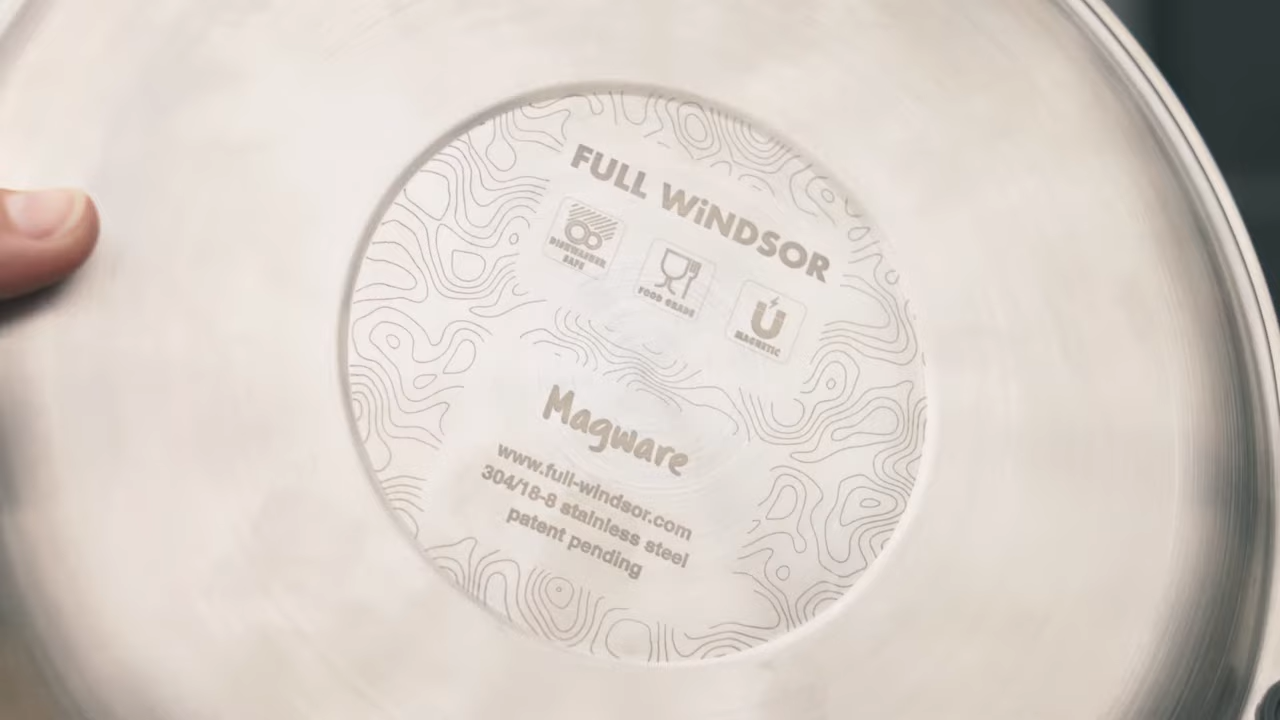 FULL WiNDSOR
DISHWASHER
SAFE
FOOD GRADE
MAGNETIC
Magware
www.full-windsor.com
304/18-8 stainless steel
patent pending